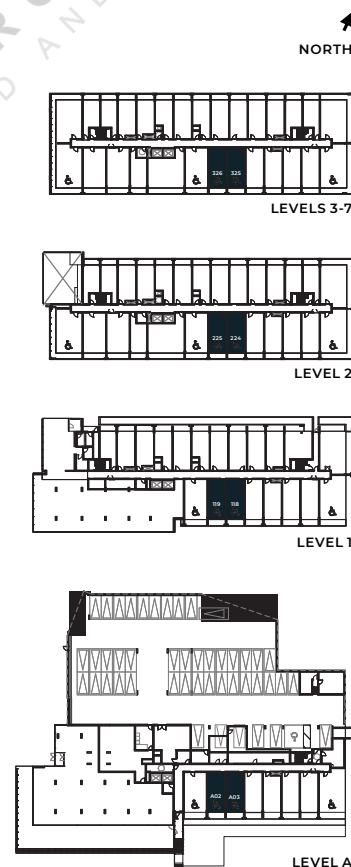 NORTH
326 325
LEVELS 3-7
225 224
LEVEL 2
119 118
LEVEL 1
A02 A03
LEVEL A